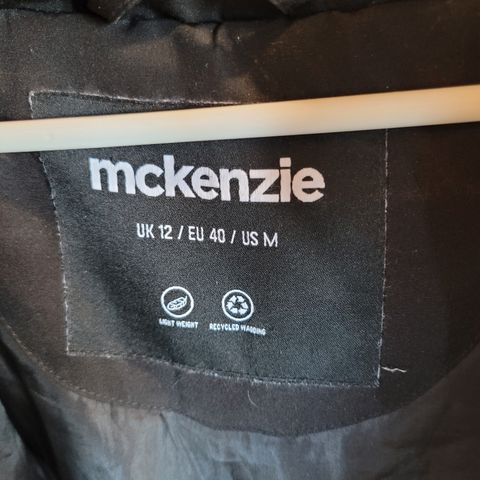 mckenzie
UK 12 / EU 40 / US M
LIGHT WEIGHT
RECYCLED WADDING